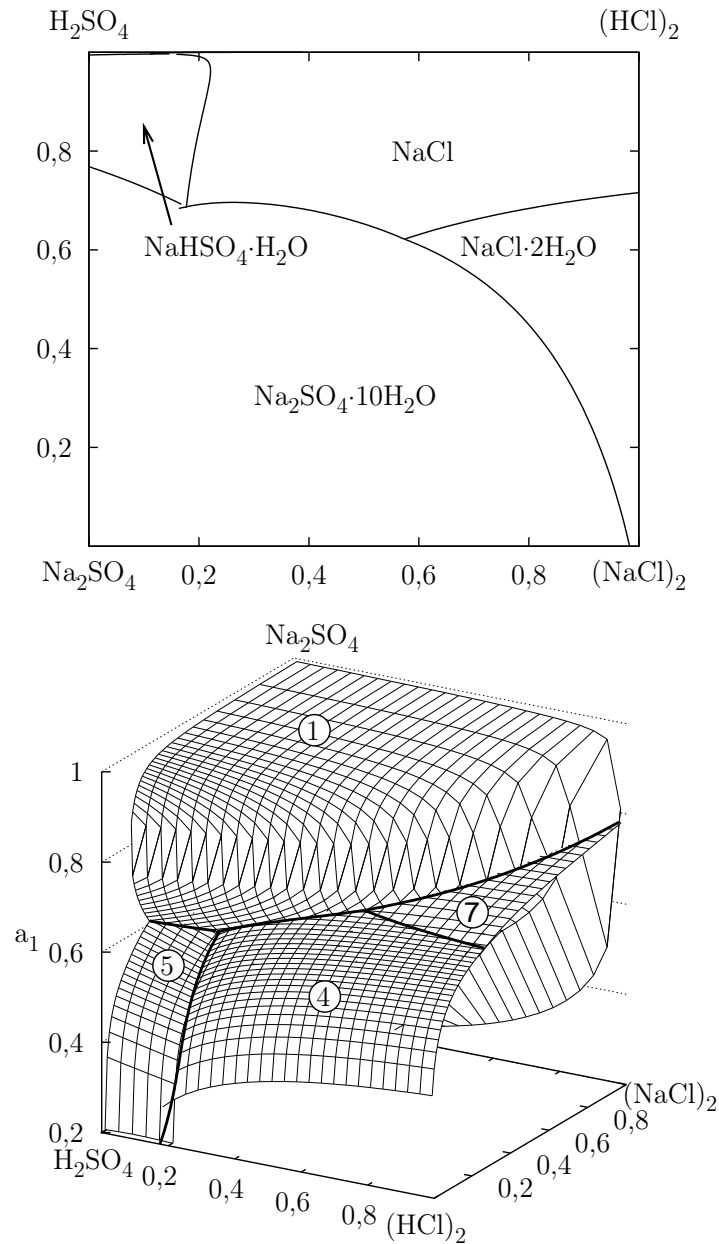 H₂SO₄ (HCl)₂
0,8 NaCl
0,6 NaHSO₄·H₂O NaCl·2H₂O
0,4 Na₂SO₄·10H₂O
0,2
Na₂SO₄ 0,2 0,4 0,6 0,8 (NaCl)₂
Na₂SO₄
1
1
0,8
7
a₁ 0,6 5
4
0,4
(NaCl)₂
0,8
0,6
0,4
0,2
0,2
H₂SO₄ 0,2 0,4 0,6 0,8 (HCl)₂